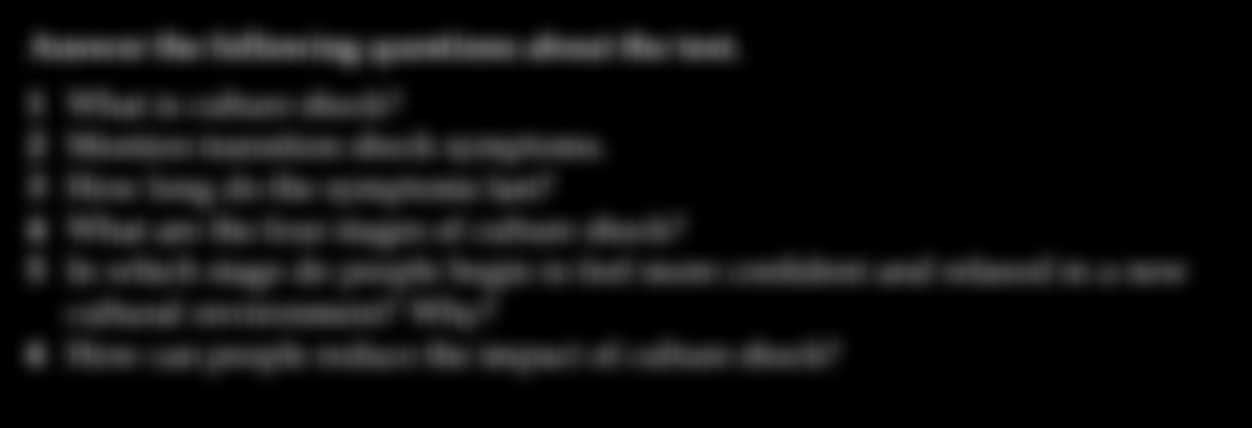 Answer the following questions about the text.
1 What is culture shock?
2 Mention transition shock symptoms.
3 How long do the symptoms last?
4 What are the four stages of culture shock?
5 In which stage do people begin to feel more confident and relaxed in a new
cultural environment? Why?
6 How can people reduce the impact of culture shock?